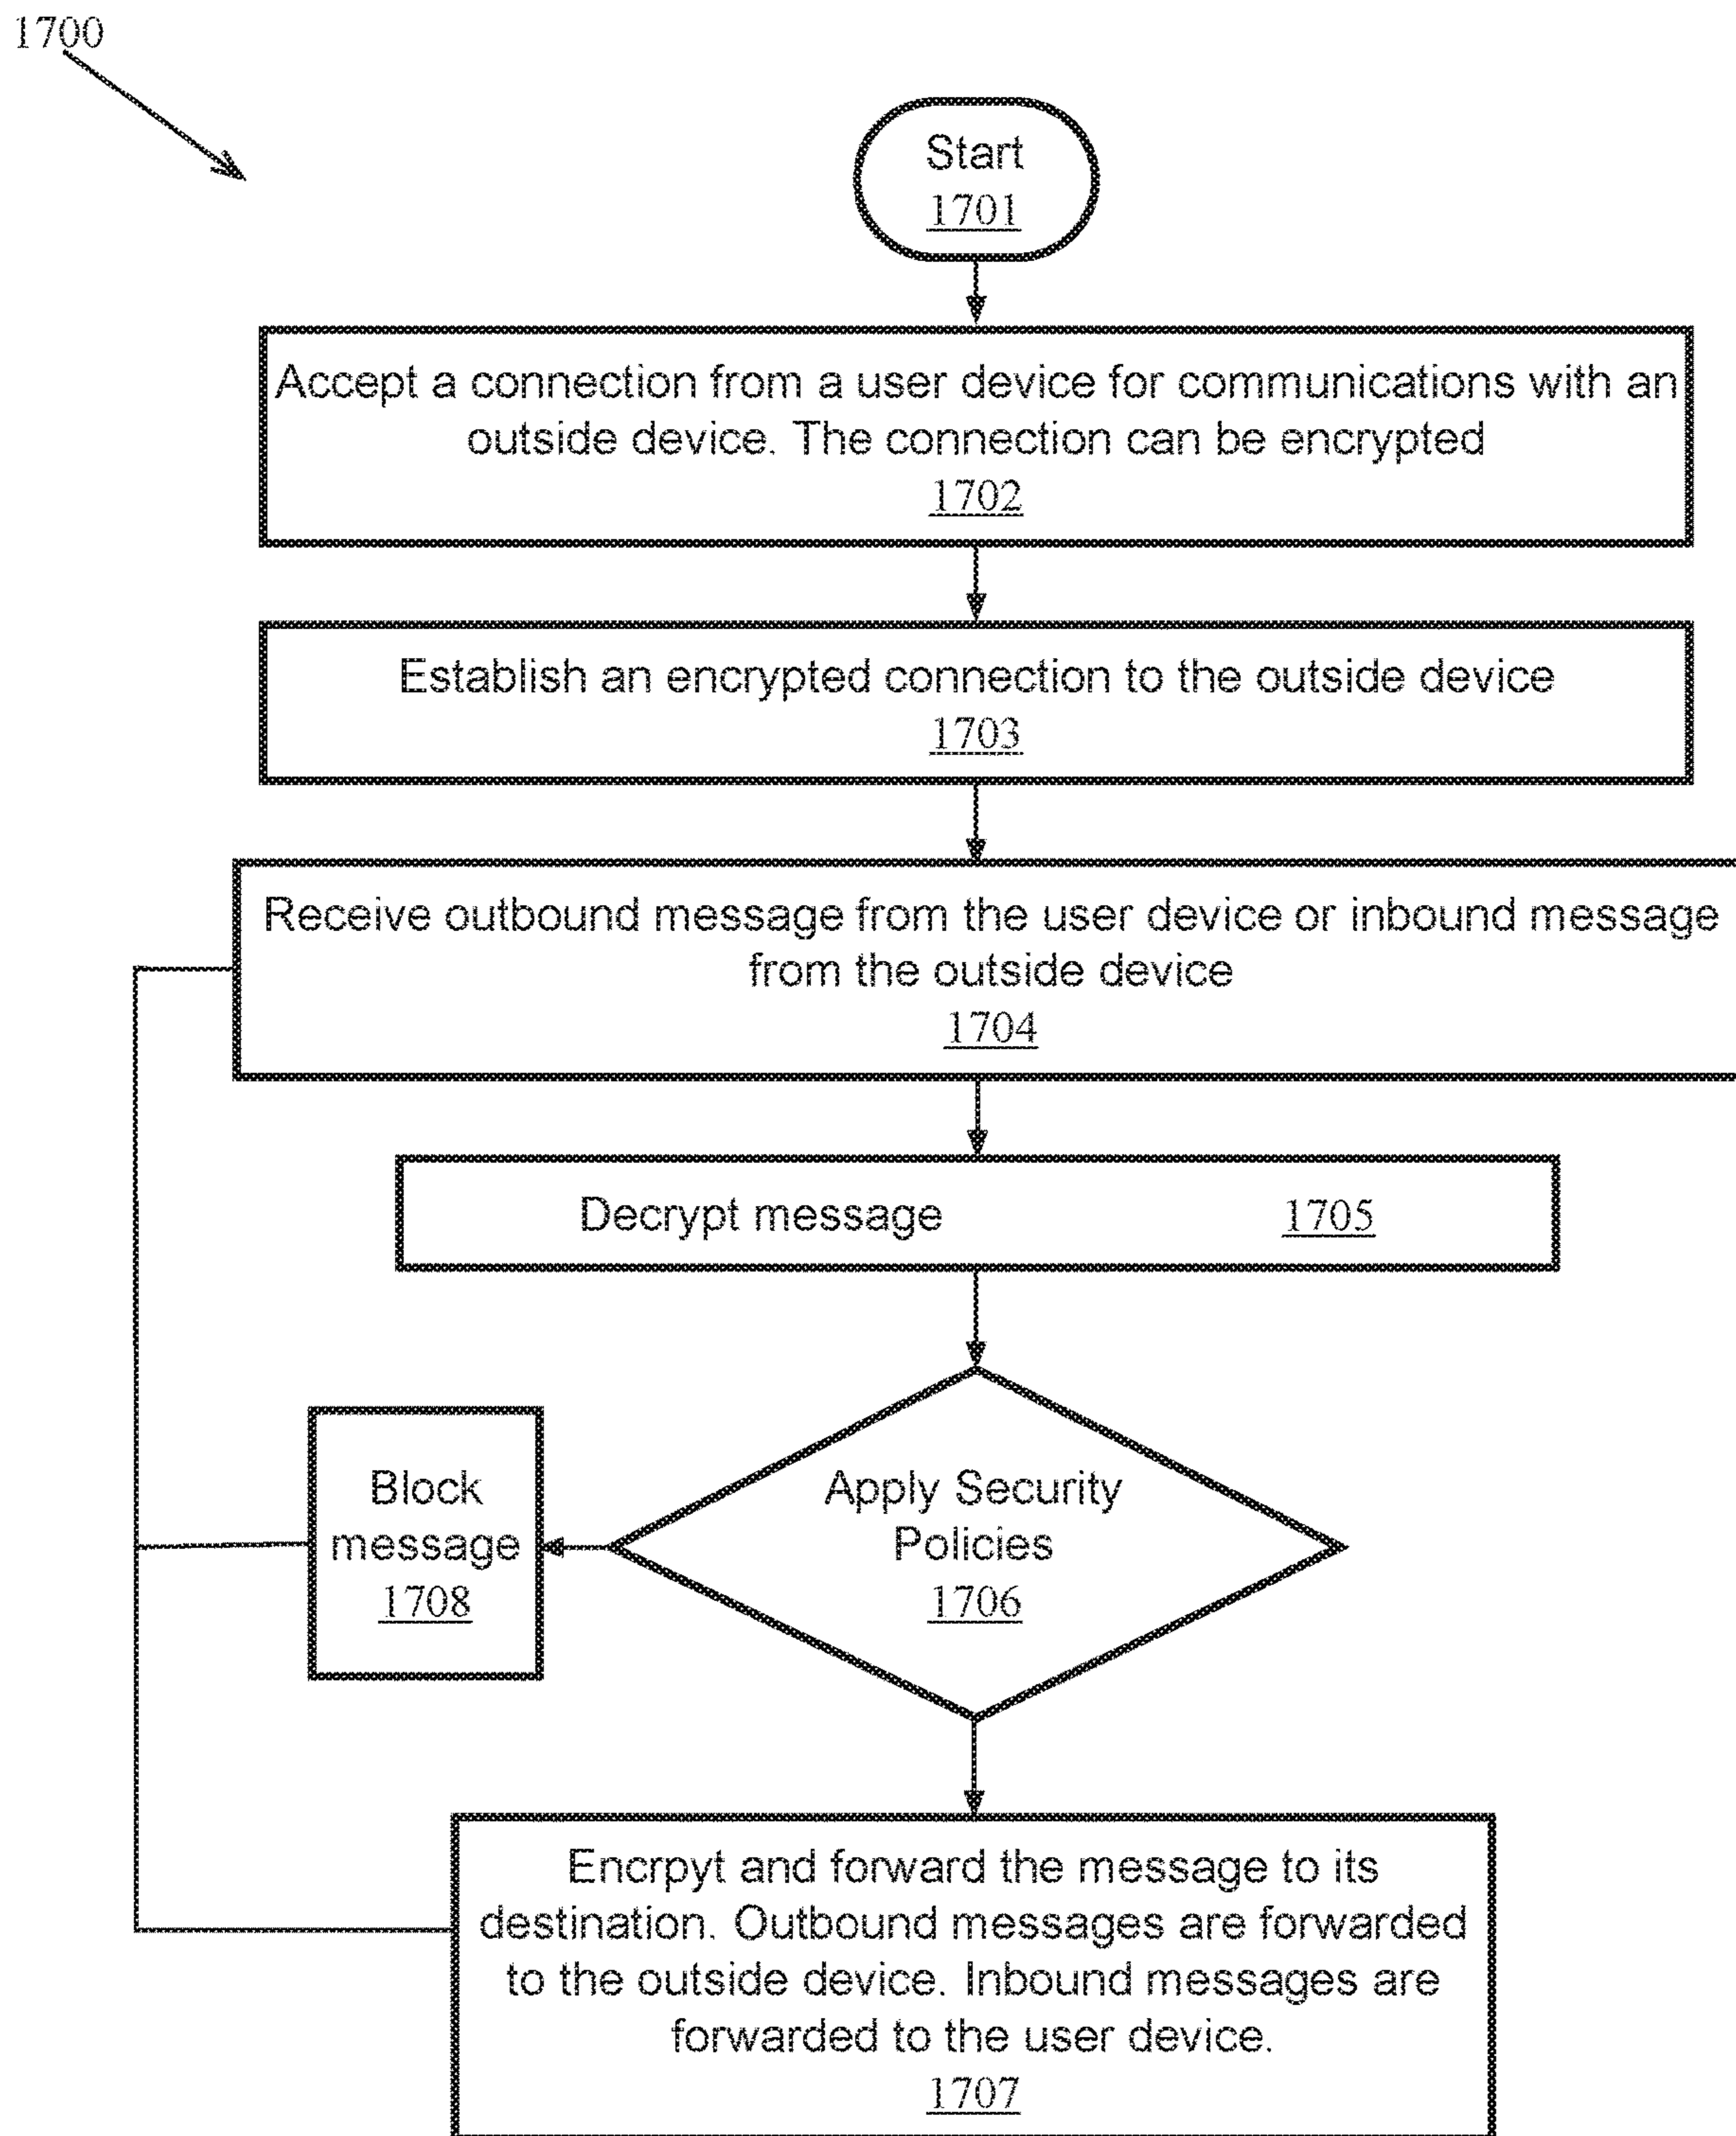 1700
Start
1701
Accept a connection from a user device for communications with an
outside device. The connection can be encrypted
1702
Establish an encrypted connection to the outside device
1703
Receive outbound message from the user device or inbound message
from the outside device
1704
Decrypt message 1705
Block
message
1708
Apply Security
Policies
1706
Encrpyt and forward the message to its
destination. Outbound messages are forwarded
to the outside device. Inbound messages are
forwarded to the user device.
1707